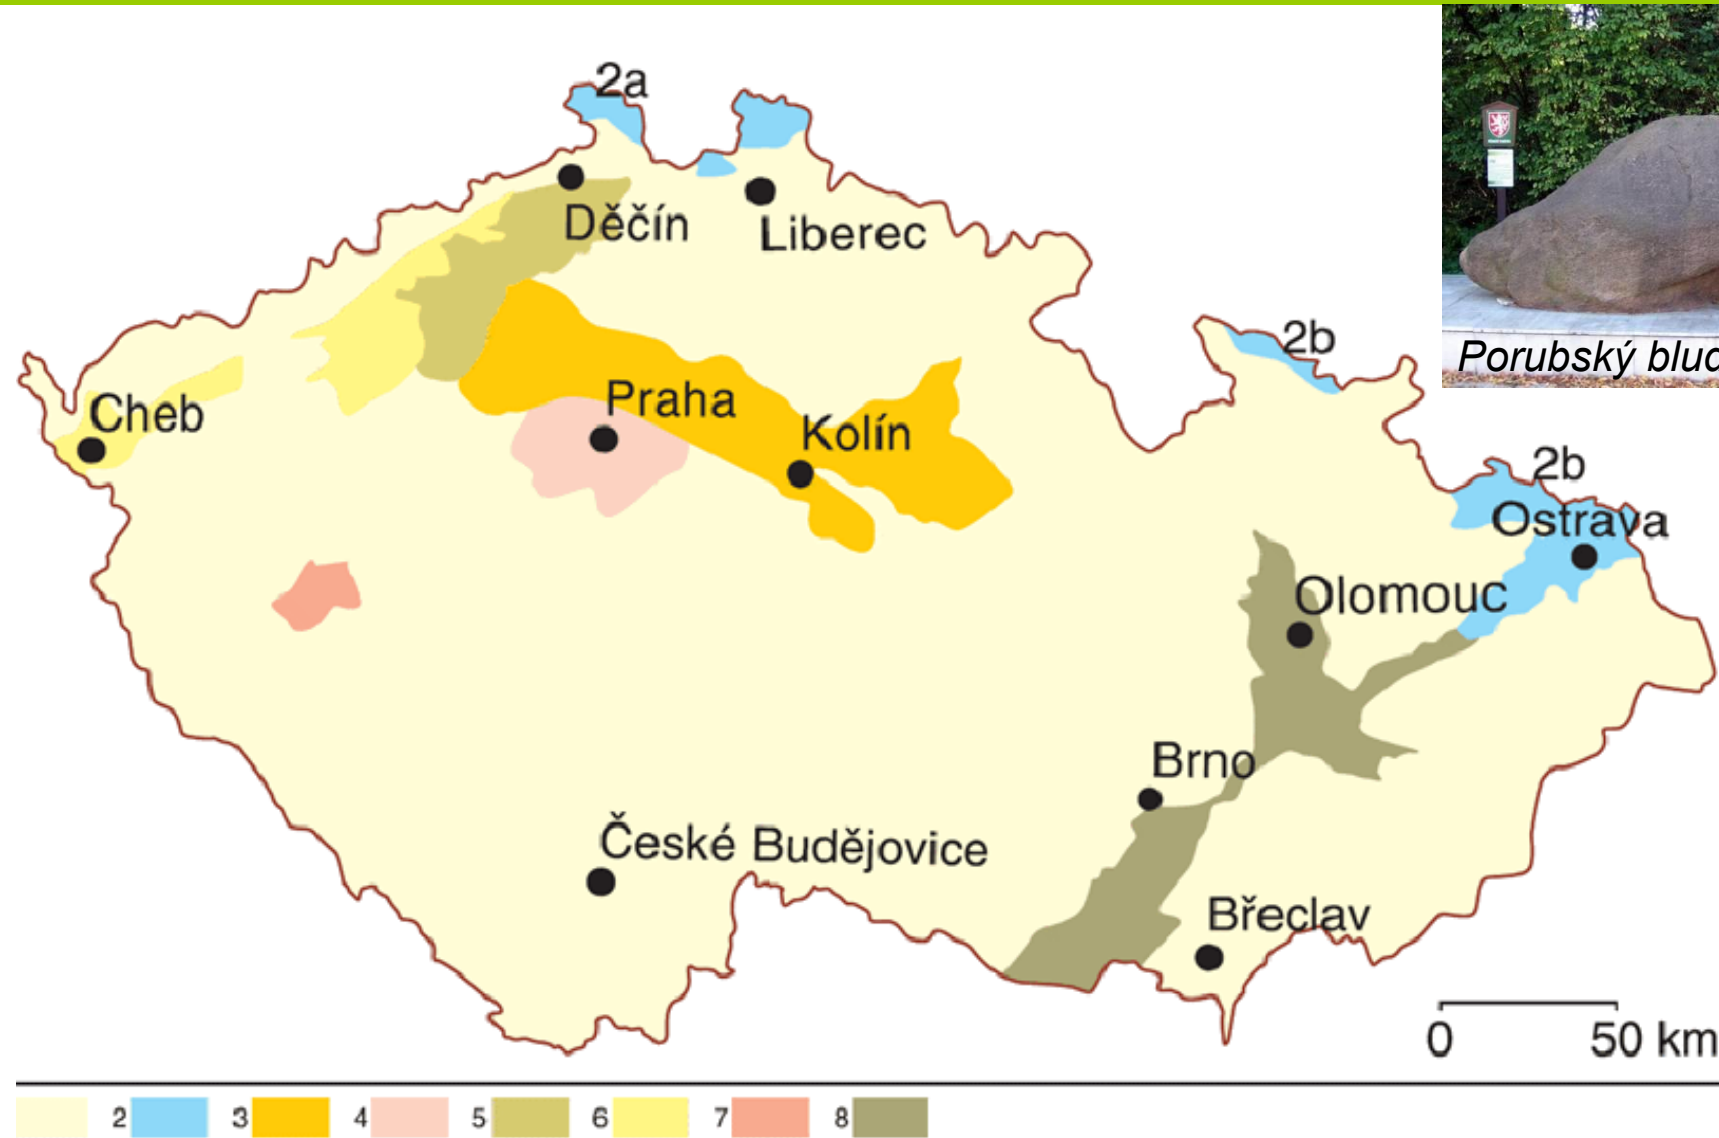 2a
Děčín
Liberec
2b
Porubský
Cheb
Praha
Kolín
2b
Ostrava
Olomouc
Brno
České Budějovice
Břeclav
0 50 km
2 3 4 5 6 7 8